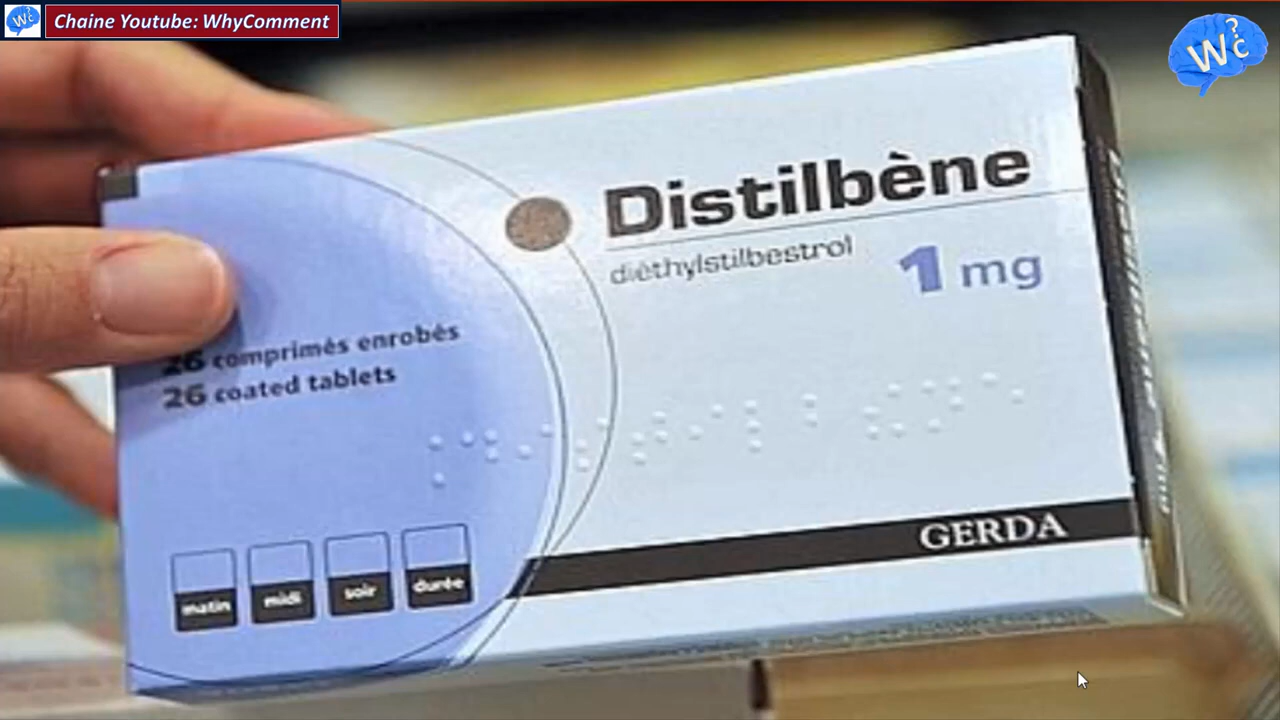 Chaine Youtube: WhyComment
Distilbène
diéthylstilbestrol
1 mg
26 comprimés enrobés
26 coated tablets
GERDA
matin midi soir durée